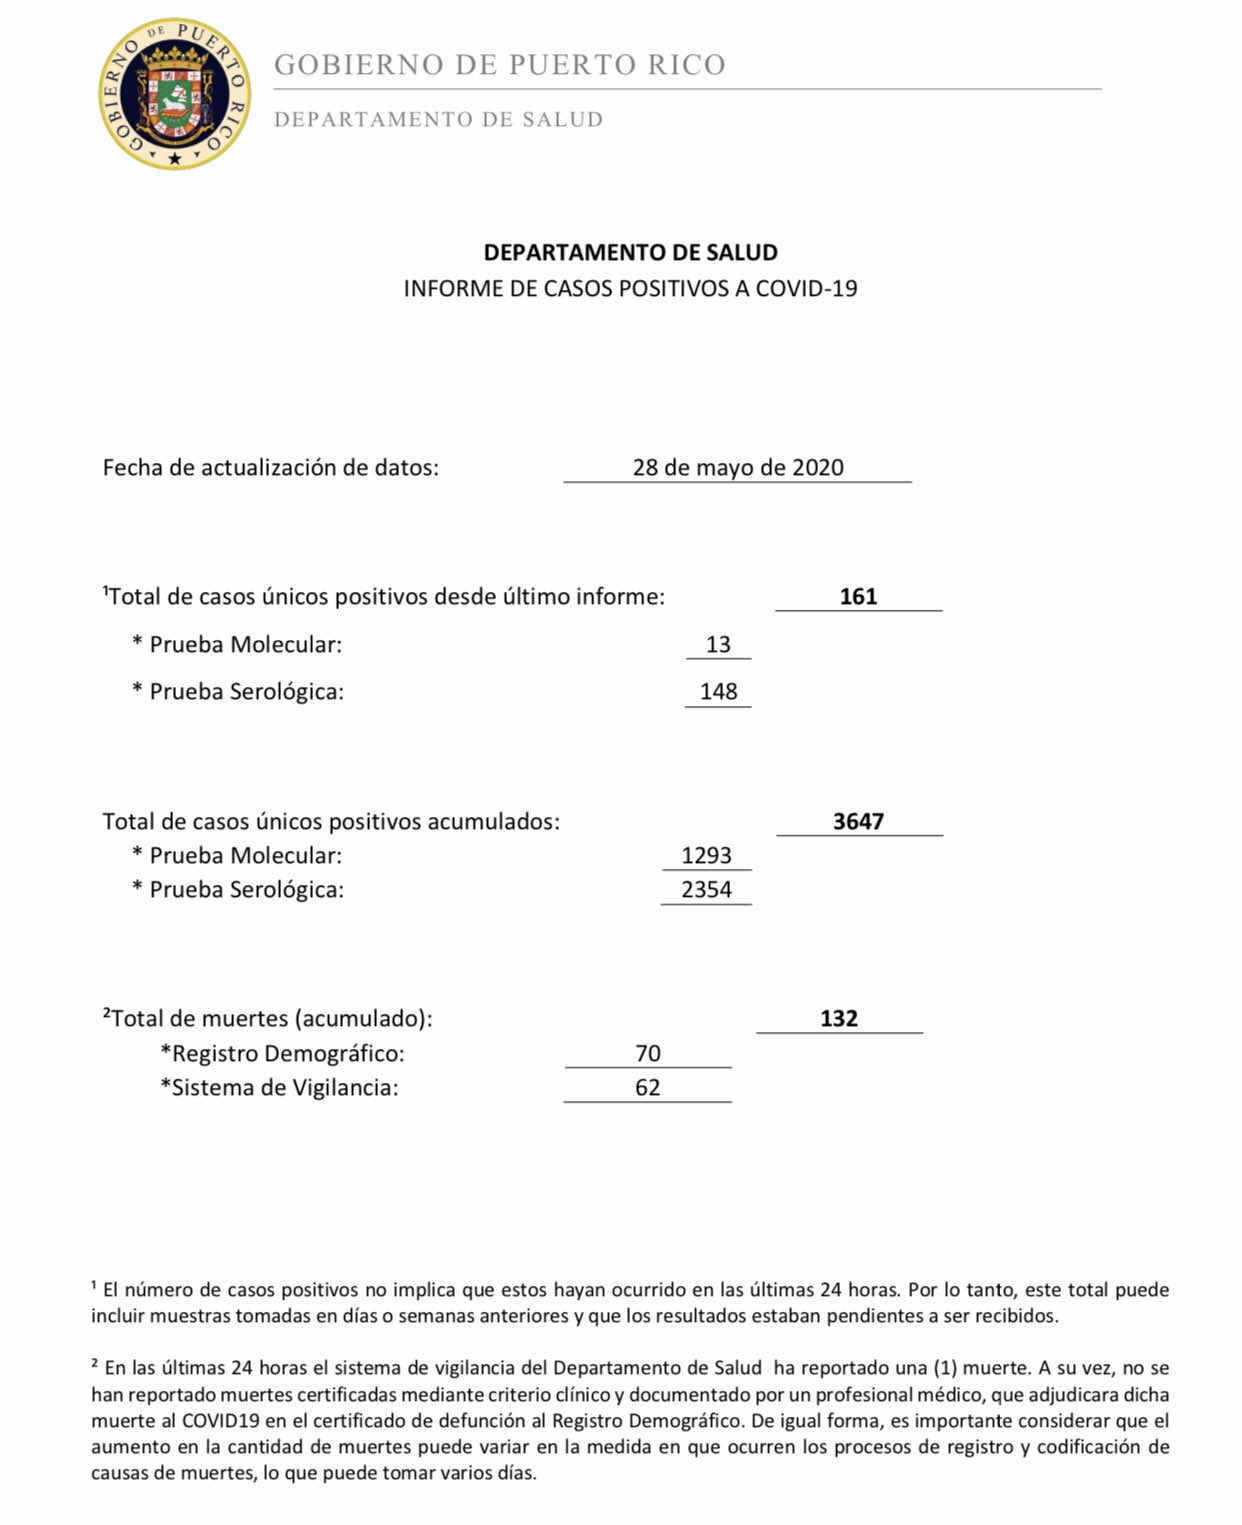 GOBIERNO DE PUERTO RICO
GOBIERNO DE PUERTO RICO
DEPARTAMENTO DE SALUD
DEPARTAMENTO DE SALUD
INFORME DE CASOS POSITIVOS A COVID-19
Fecha de actualización de datos: 28 de mayo de 2020
¹Total de casos únicos positivos desde último informe: 161
* Prueba Molecular: 13
* Prueba Serológica: 148
Total de casos únicos positivos acumulados: 3647
* Prueba Molecular: 1293
* Prueba Serológica: 2354
²Total de muertes (acumulado): 132
*Registro Demográfico: 70
*Sistema de Vigilancia: 62
¹ El número de casos positivos no implica que estos hayan ocurrido en las últimas 24 horas. Por lo tanto, este total puede
incluir muestras tomadas en días o semanas anteriores y que los resultados estaban pendientes a ser recibidos.
² En las últimas 24 horas el sistema de vigilancia del Departamento de Salud ha reportado una (1) muerte. A su vez, no se
han reportado muertes certificadas mediante criterio clínico y documentado por un profesional médico, que adjudicara dicha
muerte al COVID19 en el certificado de defunción al Registro Demográfico. De igual forma, es importante considerar que el
aumento en la cantidad de muertes puede variar en la medida en que ocurren los procesos de registro y codificación de
causas de muertes, lo que puede tomar varios días.